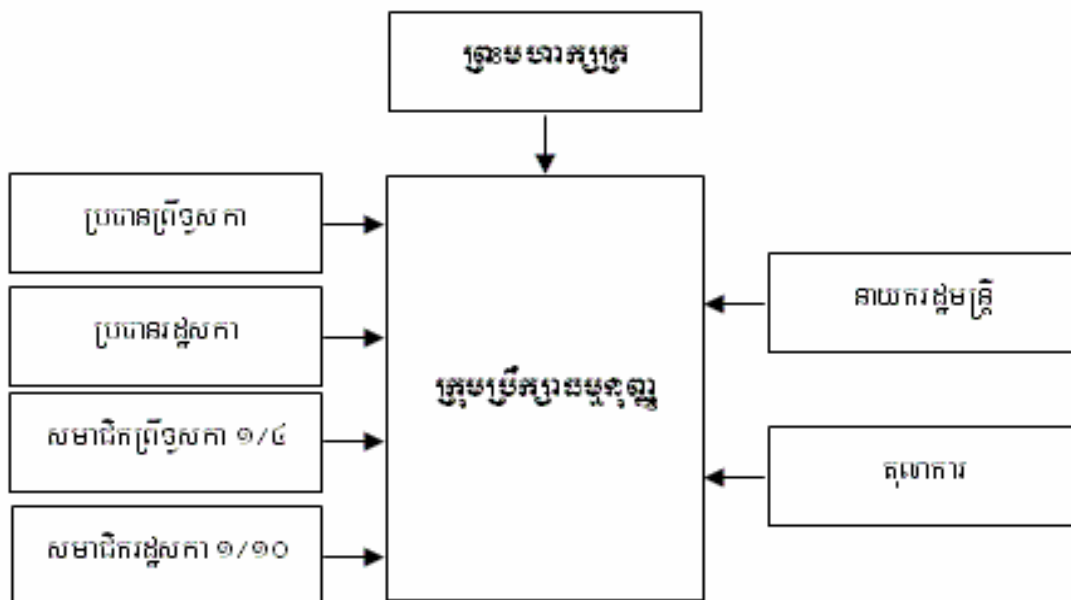 ព្រះមហាក្សត្រ
ប្រធានព្រឹទ្ធសភា
ប្រធានរដ្ឋសភា
សមាជិកព្រឹទ្ធសភា ១/៤
សមាជិករដ្ឋសភា ១/១០
ក្រុមប្រឹក្សាធម្មនុញ្ញ
នាយករដ្ឋមន្ត្រី
តុលាការ